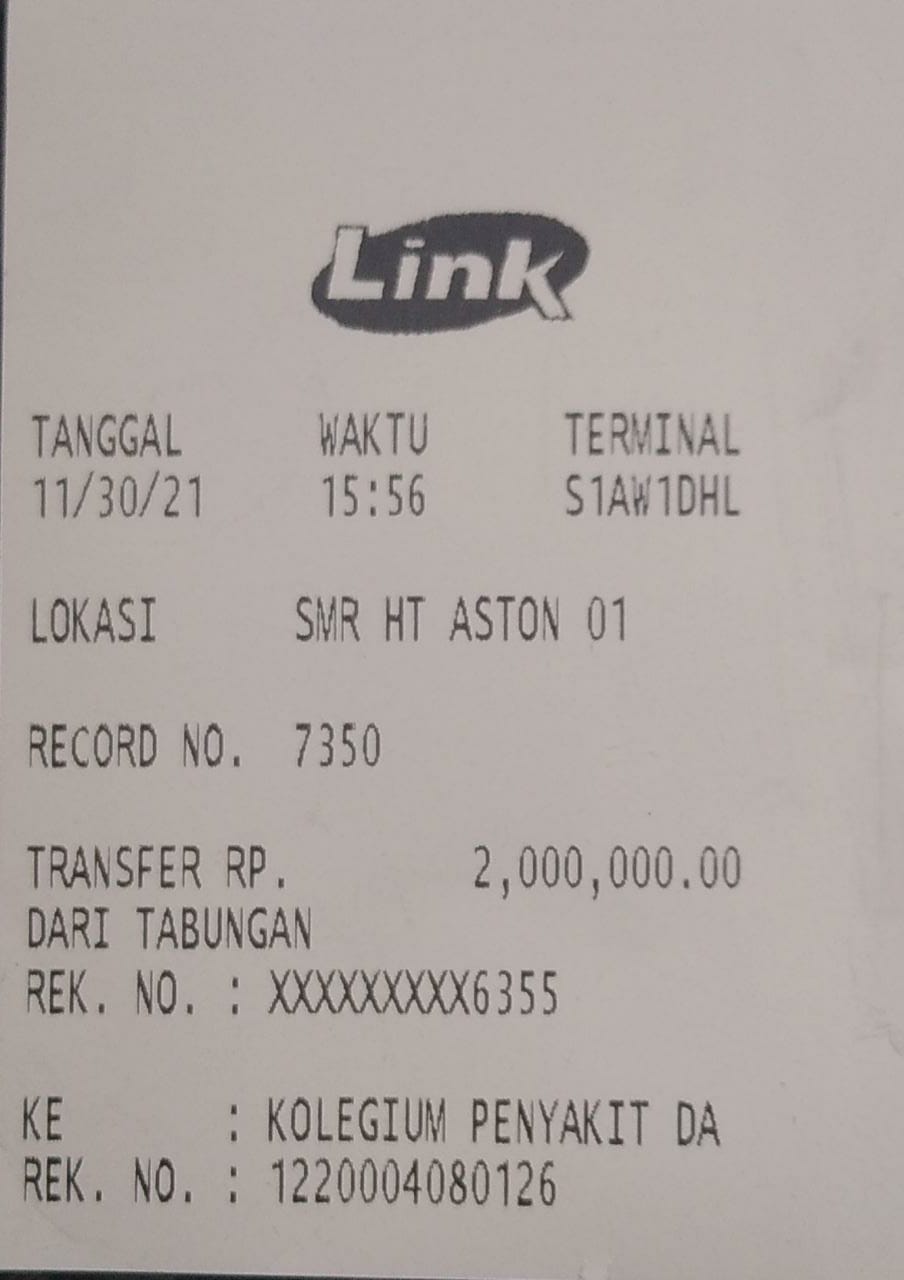 Link
TANGGAL WAKTU TERMINAL
11/30/21 15:56 S1AW1DHL
LOKASI SMR HT ASTON 01
RECORD NO. 7350
TRANSFER RP. 2,000,000.00
DARI TABUNGAN
REK. NO. : XXXXXXXXX6355
KE : KOLEGIUM PENYAKIT DA
REK. NO. : 1220004080126